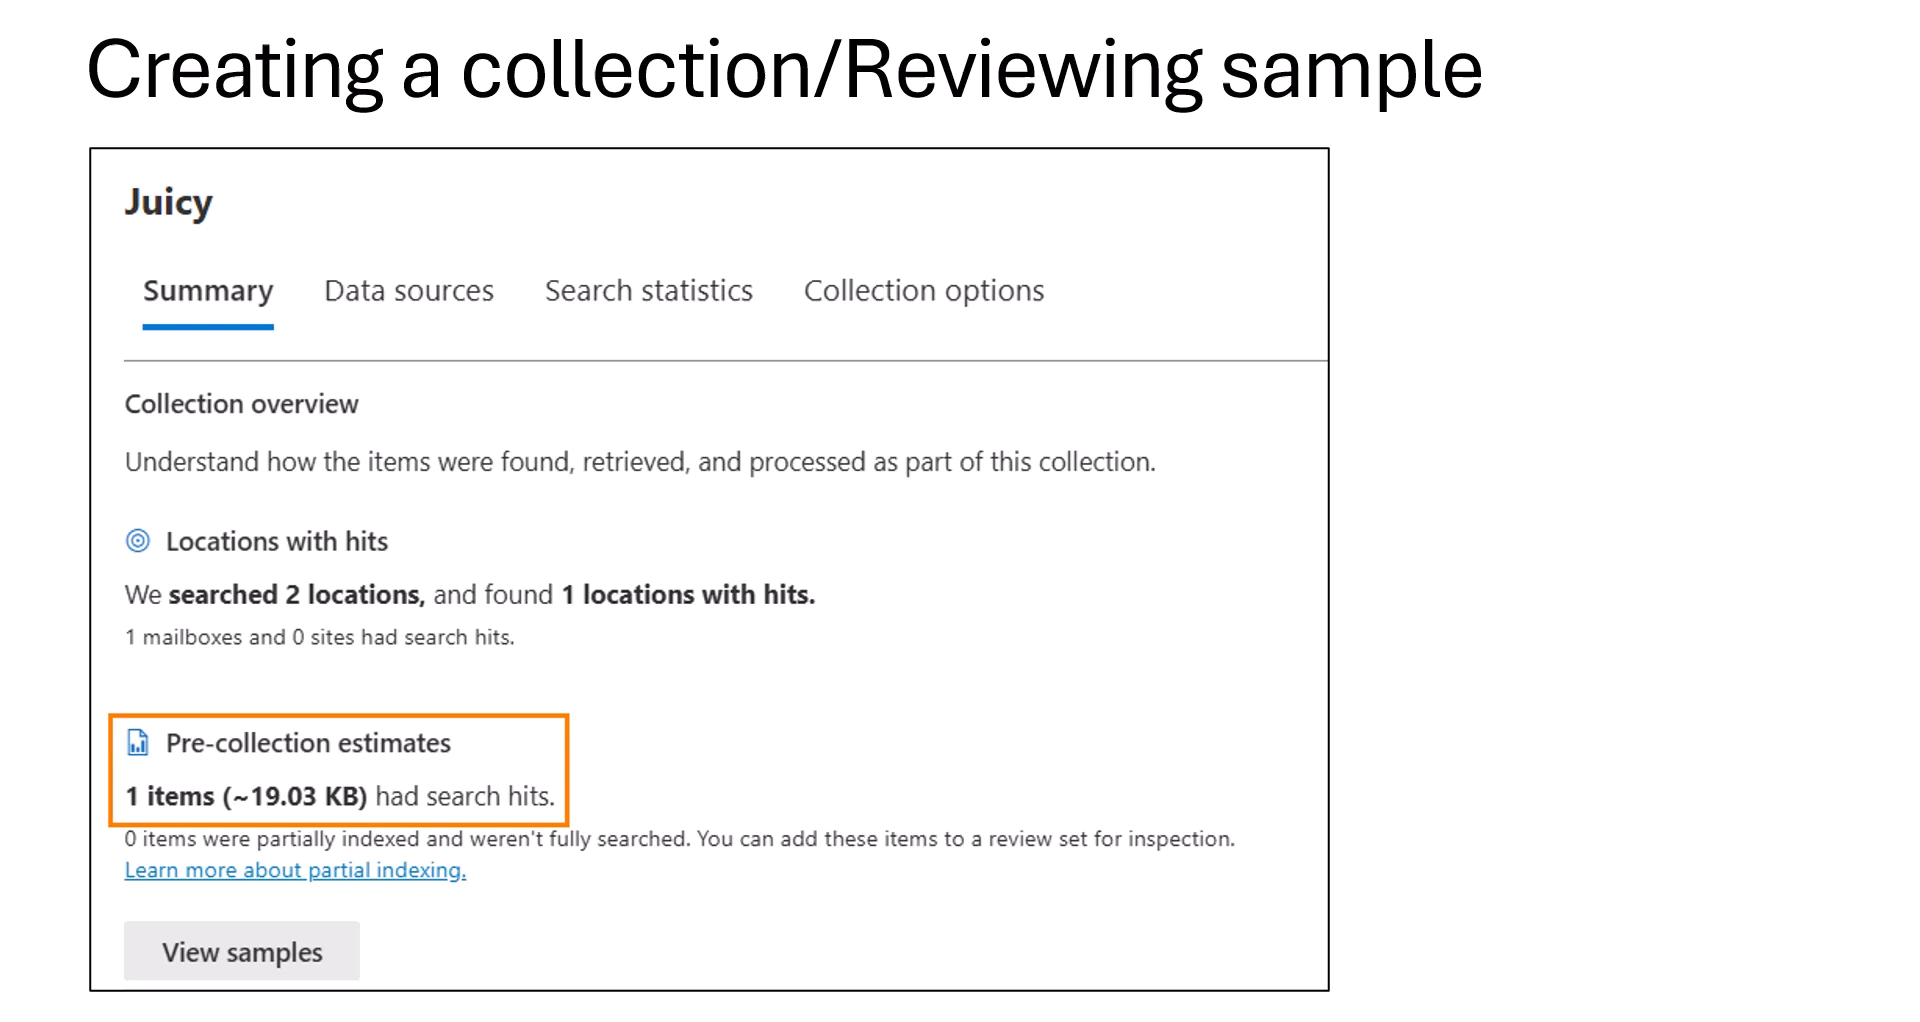 Creating a collection/Reviewing sample
Juicy
Summary Data sources Search statistics Collection options
Collection overview
Understand how the items were found, retrieved, and processed as part of this collection.
Locations with hits
We searched 2 locations, and found 1 locations with hits.
1 mailboxes and 0 sites had search hits.
Pre-collection estimates
1 items (~19.03 KB) had search hits.
0 items were partially indexed and weren't fully searched. You can add these items to a review set for inspection.
Learn more about partial indexing.
View samples